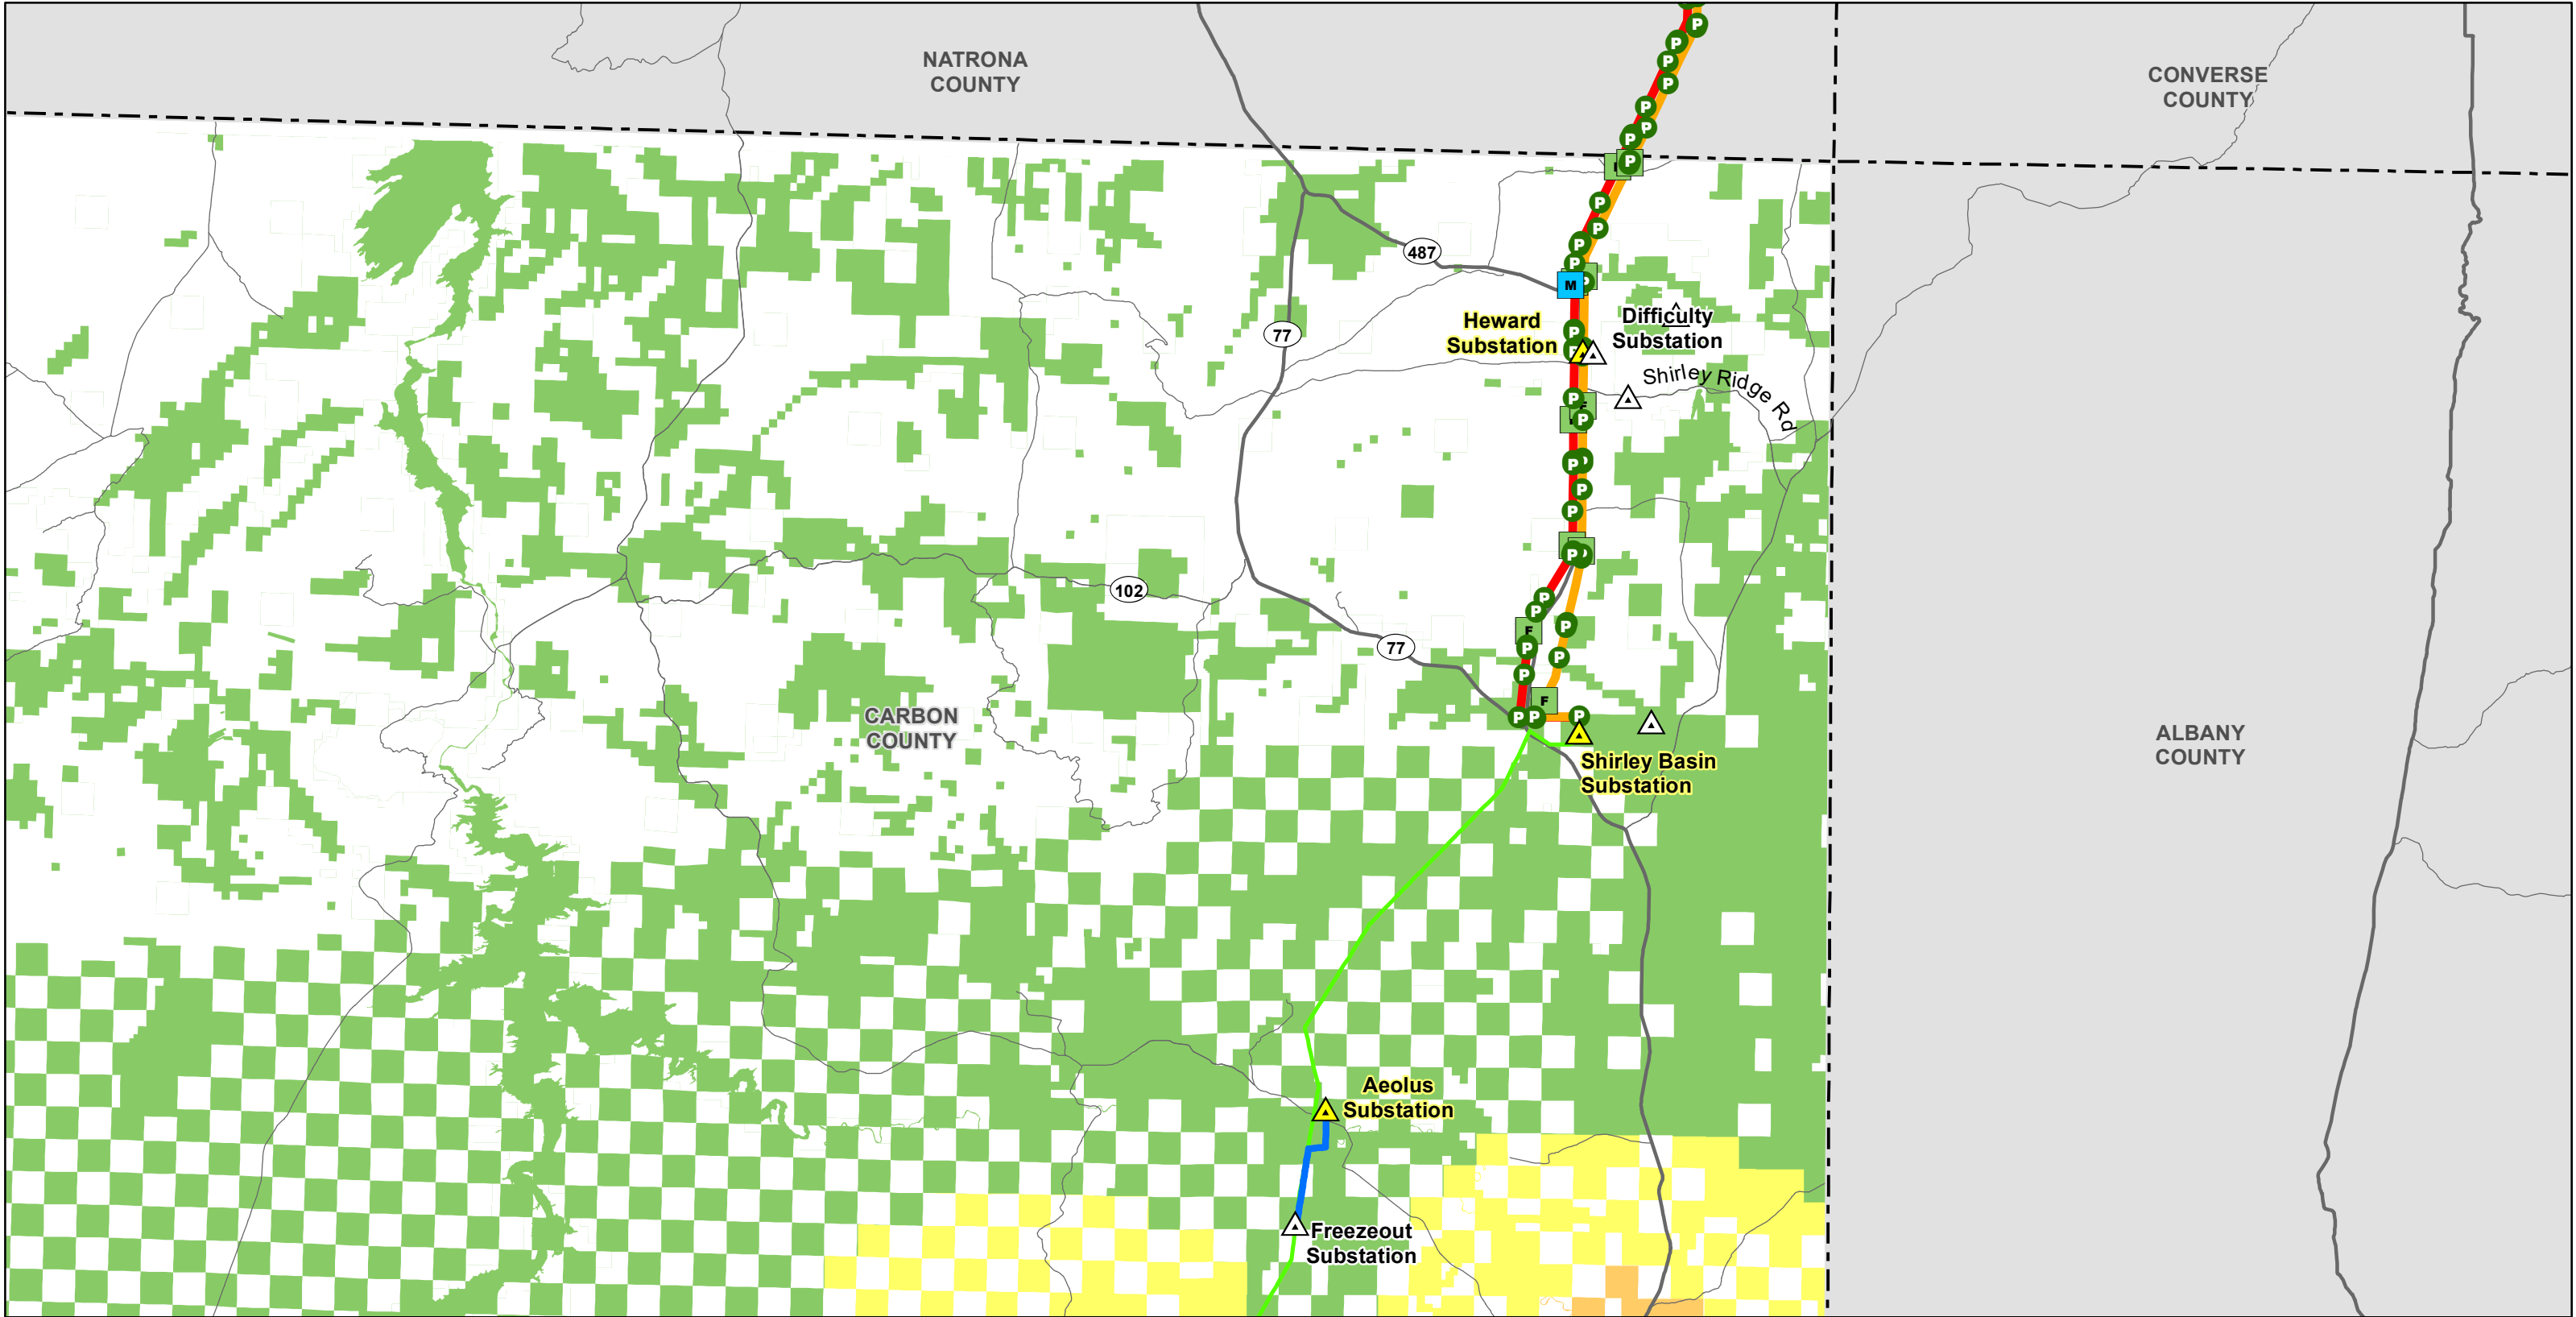 NATRONA
COUNTY
CONVERSE
COUNTY
P
P
P
P
P
P
P
P
P
P
P
P
487
P
P
M
Heward
Substation
Difficulty
Substation
77
P
Shirley Ridge Rd
P
F
P
P
P
P
P
102
P
P
F
P
77
P
P
P
F
P
P
P
CARBON
COUNTY
ALBANY
COUNTY
Shirley Basin
Substation
Aeolus
Substation
Freezeout
Substation